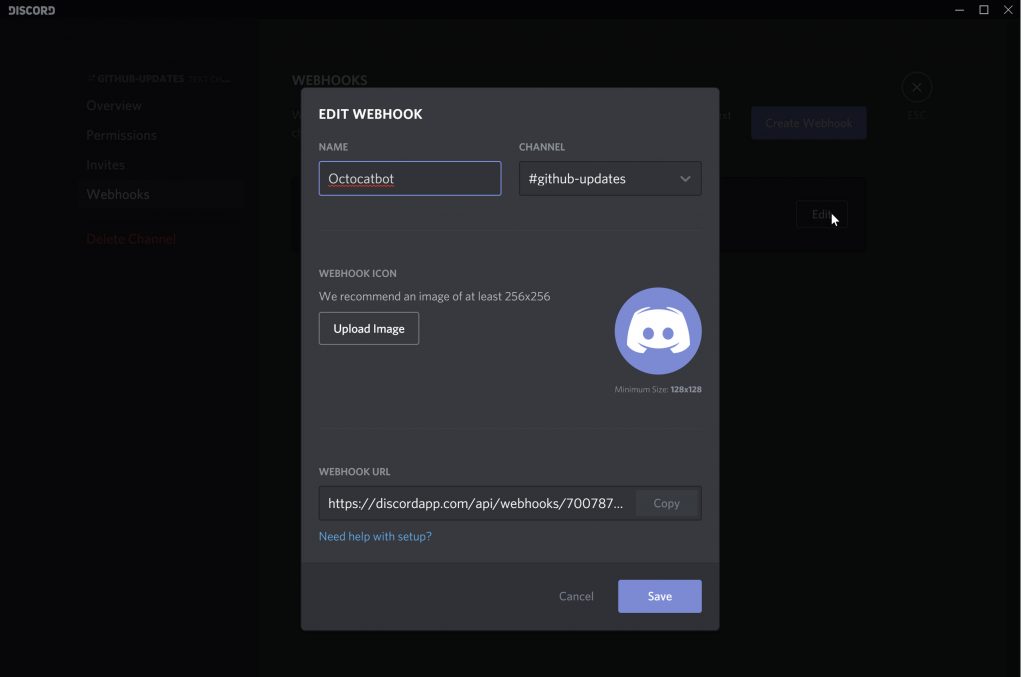 DISCORD
GITHUB-UPDATES TEXT
WEBHOOKS
Overview
Permissions
Invites
Webhooks
Delete Channel
Create Webhook
ESC
Edit
EDIT WEBHOOK
NAME CHANNEL
Octocatbot #github-updates
WEBHOOK ICON
We recommend an image of at least 256x256
Upload Image
Minimum Size: 128x128
WEBHOOK URL
https://discordapp.com/api/webhooks/700787... Copy
Need help with setup?
Cancel Save